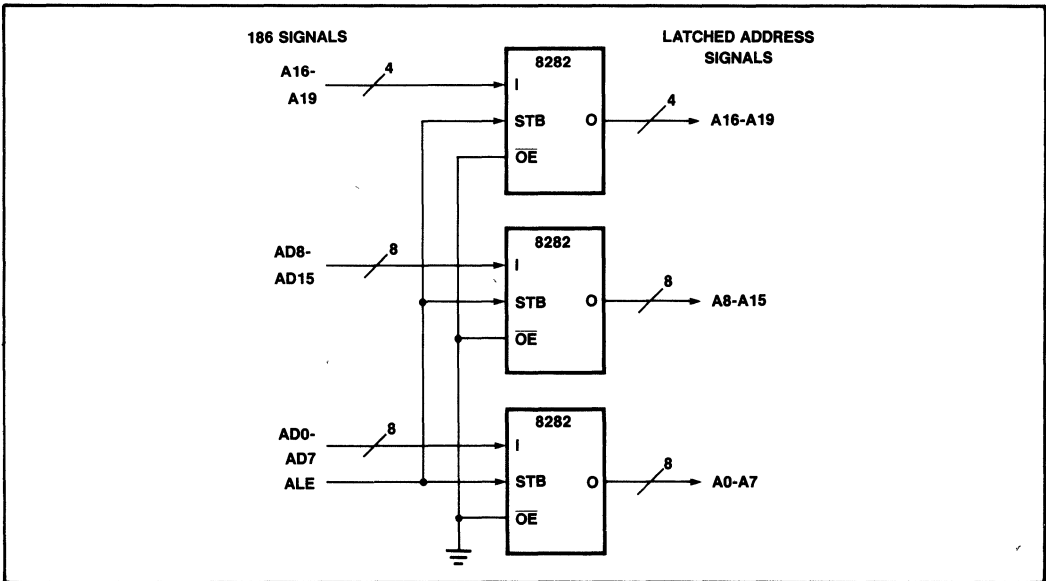 186 SIGNALS
LATCHED ADDRESS
SIGNALS
A16-
A19
4
8282
I
STB
O
OE
4
A16-A19
AD8-
AD15
8
8282
I
STB
O
OE
8
A8-A15
AD0-
AD7
ALE
8
8282
I
STB
O
OE
8
A0-A7